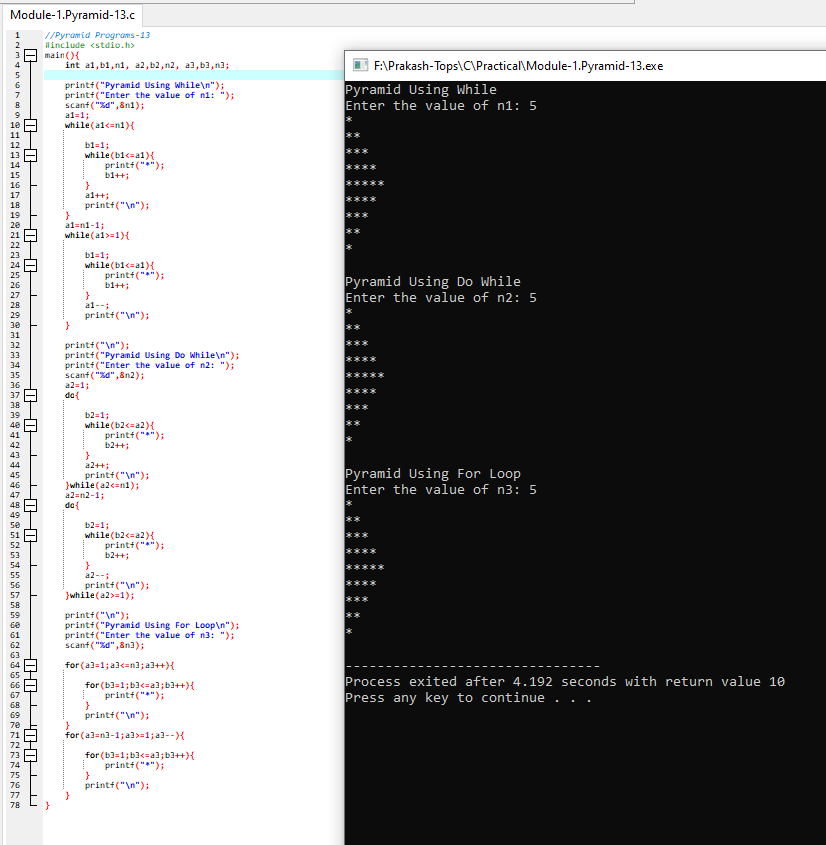 Module-1.Pyramid-13.c
1 //Pyramid Programs-13
2 #include <stdio.h>
3 main(){
4 int a1,b1,n1, a2,b2,n2, a3,b3,n3;
5
6 printf("Pyramid Using While\n");
7 printf("Enter the value of n1: ");
8 scanf("%d",&n1);
9 a1=1;
10 while(a1<=n1){
11
12 b1=1;
13 while(b1<=a1){
14 printf("*");
15 b1++;
16 }
17 a1++;
18 printf("\n");
19 }
20 a1=n1-1;
21 while(a1>=1){
22
23 b1=1;
24 while(b1<=a1){
25 printf("*");
26 b1++;
27 }
28 a1--;
29 printf("\n");
30 }
31
32 printf("\n");
33 printf("Pyramid Using Do While\n");
34 printf("Enter the value of n2: ");
35 scanf("%d",&n2);
36 a2=1;
37 do{
38
39 b2=1;
40 while(b2<=a2){
41 printf("*");
42 b2++;
43 }
44 a2++;
45 printf("\n");
46 }while(a2<=n1);
47 a2=n2-1;
48 do{
49
50 b2=1;
51 while(b2<=a2){
52 printf("*");
53 b2++;
54 }
55 a2--;
56 printf("\n");
57 }while(a2>=1);
58
59 printf("\n");
60 printf("Pyramid Using For Loop\n");
61 printf("Enter the value of n3: ");
62 scanf("%d",&n3);
63
64 for(a3=1;a3<=n3;a3++){
65
66 for(b3=1;b3<=a3;b3++){
67 printf("*");
68 }
69 printf("\n");
70 }
71 for(a3=n3-1;a3>=1;a3--){
72
73 for(b3=1;b3<=a3;b3++){
74 printf("*");
75 }
76 printf("\n");
77 }
78 }
F:\Prakash-Tops\C\Practical\Module-1.Pyramid-13.exe
Pyramid Using While
Enter the value of n1: 5
*
**
***
****
*****
****
***
**
*

Pyramid Using Do While
Enter the value of n2: 5
*
**
***
****
*****
****
***
**
*

Pyramid Using For Loop
Enter the value of n3: 5
*
**
***
****
*****
****
***
**
*

--------------------------------
Process exited after 4.192 seconds with return value 10
Press any key to continue . . .